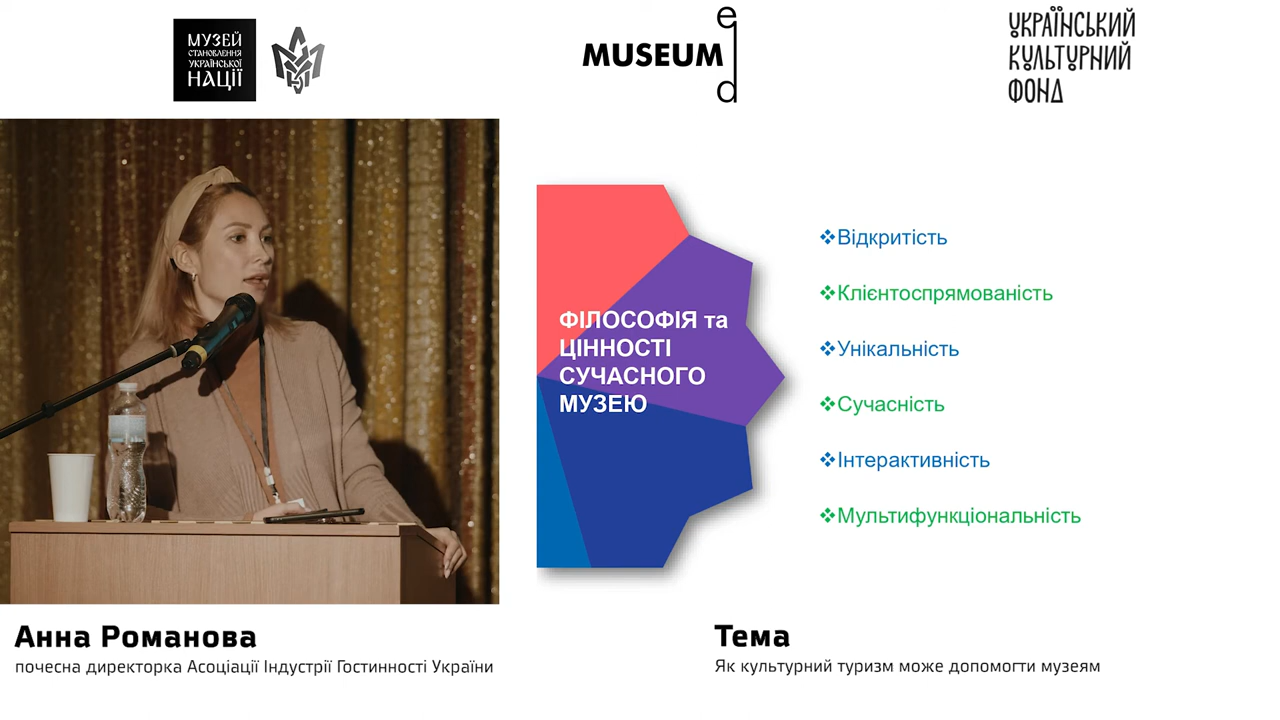 МУЗЕЙ
СТАНОВЛЕННЯ
УКРАЇНСЬКОЇ
НАЦІЇ
MUSEUM
ed
УКРАЇНСЬКИЙ
КУЛЬТУРНИЙ
ФОНД
ФІЛОСОФІЯ та
ЦІННОСТІ
СУЧАСНОГО
МУЗЕЮ
❖Відкритість
❖Клієнтоспрямованість
❖Унікальність
❖Сучасність
❖Інтерактивність
❖Мультифункціональність
Анна Романова
почесна директорка Асоціації Індустрії Гостинності України
Тема
Як культурний туризм може допомогти музеям